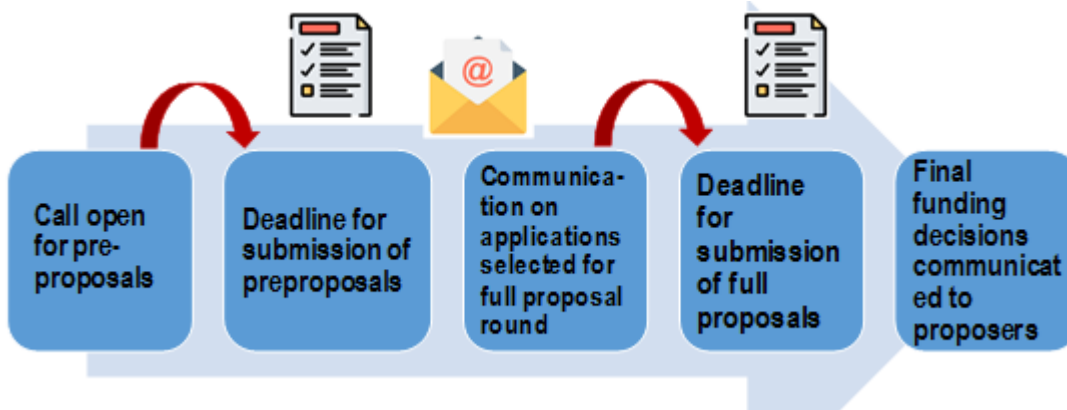 @
Call open
for pre-
proposals
Deadline for
submission of
preproposals
Communica-
tion on
applications
selected for
full proposal
round
Deadline
for
submission
of full
proposals
Final
funding
decisions
communicat
ed to
proposers